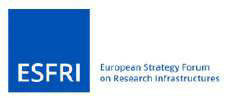 ESFRI
European Strategy Forum
on Research Infrastructures